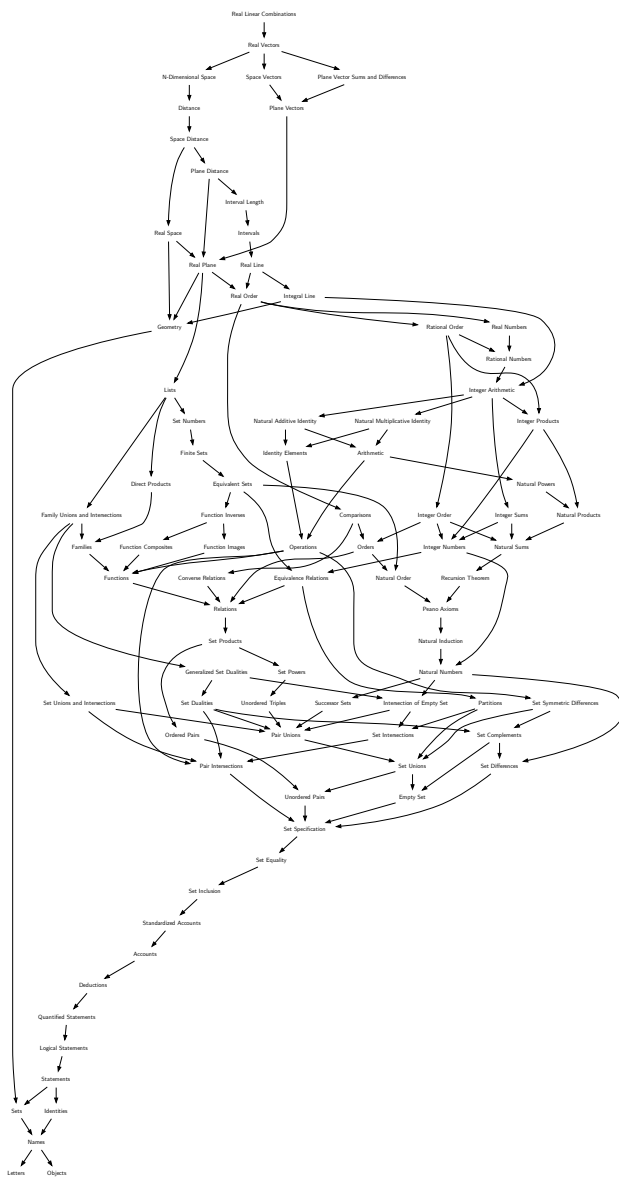 Real Linear Combinations
Real Vectors
N-Dimensional Space
Space Vectors
Plane Vector Sums and Differences
Distance
Plane Vectors
Space Distance
Plane Distance
Interval Length
Real Space
Intervals
Real Plane
Real Line
Real Order
Integral Line
Geometry
Rational Order
Real Numbers
Rational Numbers
Lists
Integer Arithmetic
Set Numbers
Natural Additive Identity
Natural Multiplicative Identity
Integer Products
Finite Sets
Identity Elements
Arithmetic
Direct Products
Equivalent Sets
Natural Powers
Family Unions and Intersections
Function Inverses
Comparisons
Integer Order
Integer Sums
Natural Products
Families
Function Composites
Function Images
Operations
Orders
Integer Numbers
Natural Sums
Functions
Converse Relations
Equivalence Relations
Natural Order
Recursion Theorem
Relations
Peano Axioms
Set Products
Natural Induction
Generalized Set Dualities
Set Powers
Natural Numbers
Set Unions and Intersections
Set Dualities
Unordered Triples
Successor Sets
Intersection of Empty Set
Partitions
Set Symmetric Differences
Ordered Pairs
Pair Unions
Set Intersections
Set Complements
Pair Intersections
Set Unions
Set Differences
Unordered Pairs
Empty Set
Set Specification
Set Equality
Set Inclusion
Standardized Accounts
Accounts
Deductions
Quantified Statements
Logical Statements
Statements
Sets
Identities
Names
Letters
Objects